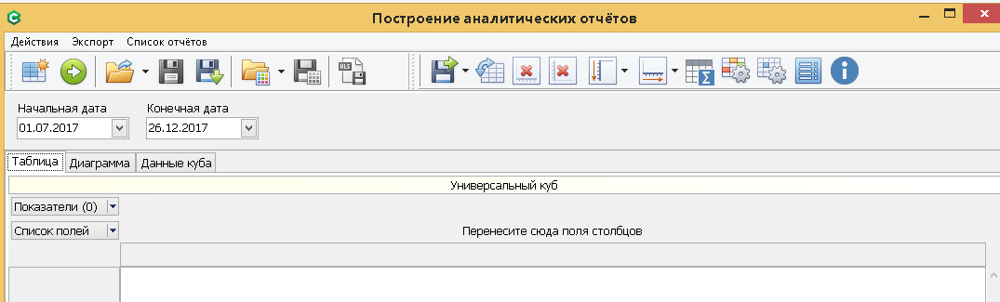 Построение аналитических отчётов
Действия Экспорт Список отчётов
XLS
Начальная дата Конечная дата
01.07.2017 26.12.2017
Таблица Диаграмма Данные куба
Универсальный куб
Показатели (0)
Список полей Перенесите сюда поля столбцов